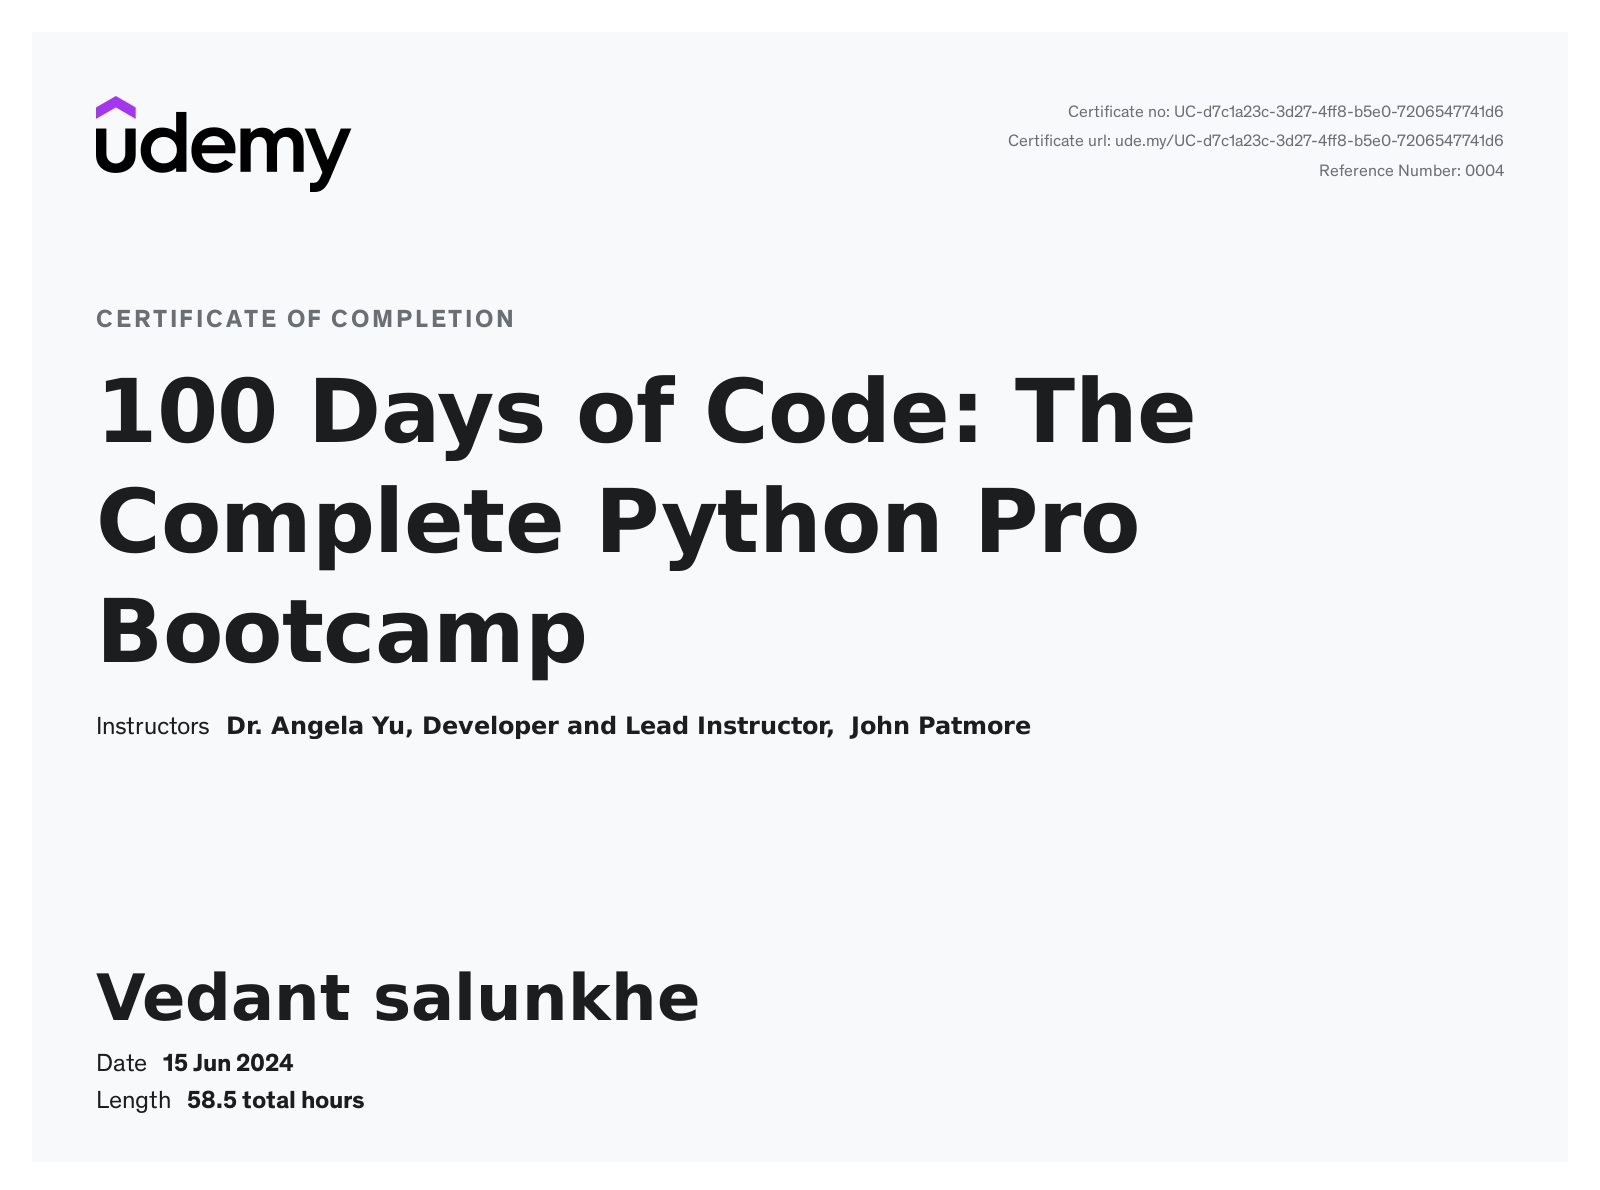 udemy
Certificate no: UC-d7c1a23c-3d27-4ff8-b5e0-7206547741d6
Certificate url: ude.my/UC-d7c1a23c-3d27-4ff8-b5e0-7206547741d6
Reference Number: 0004
CERTIFICATE OF COMPLETION
100 Days of Code: The
Complete Python Pro
Bootcamp
Instructors Dr. Angela Yu, Developer and Lead Instructor, John Patmore
Vedant salunkhe
Date 15 Jun 2024
Length 58.5 total hours